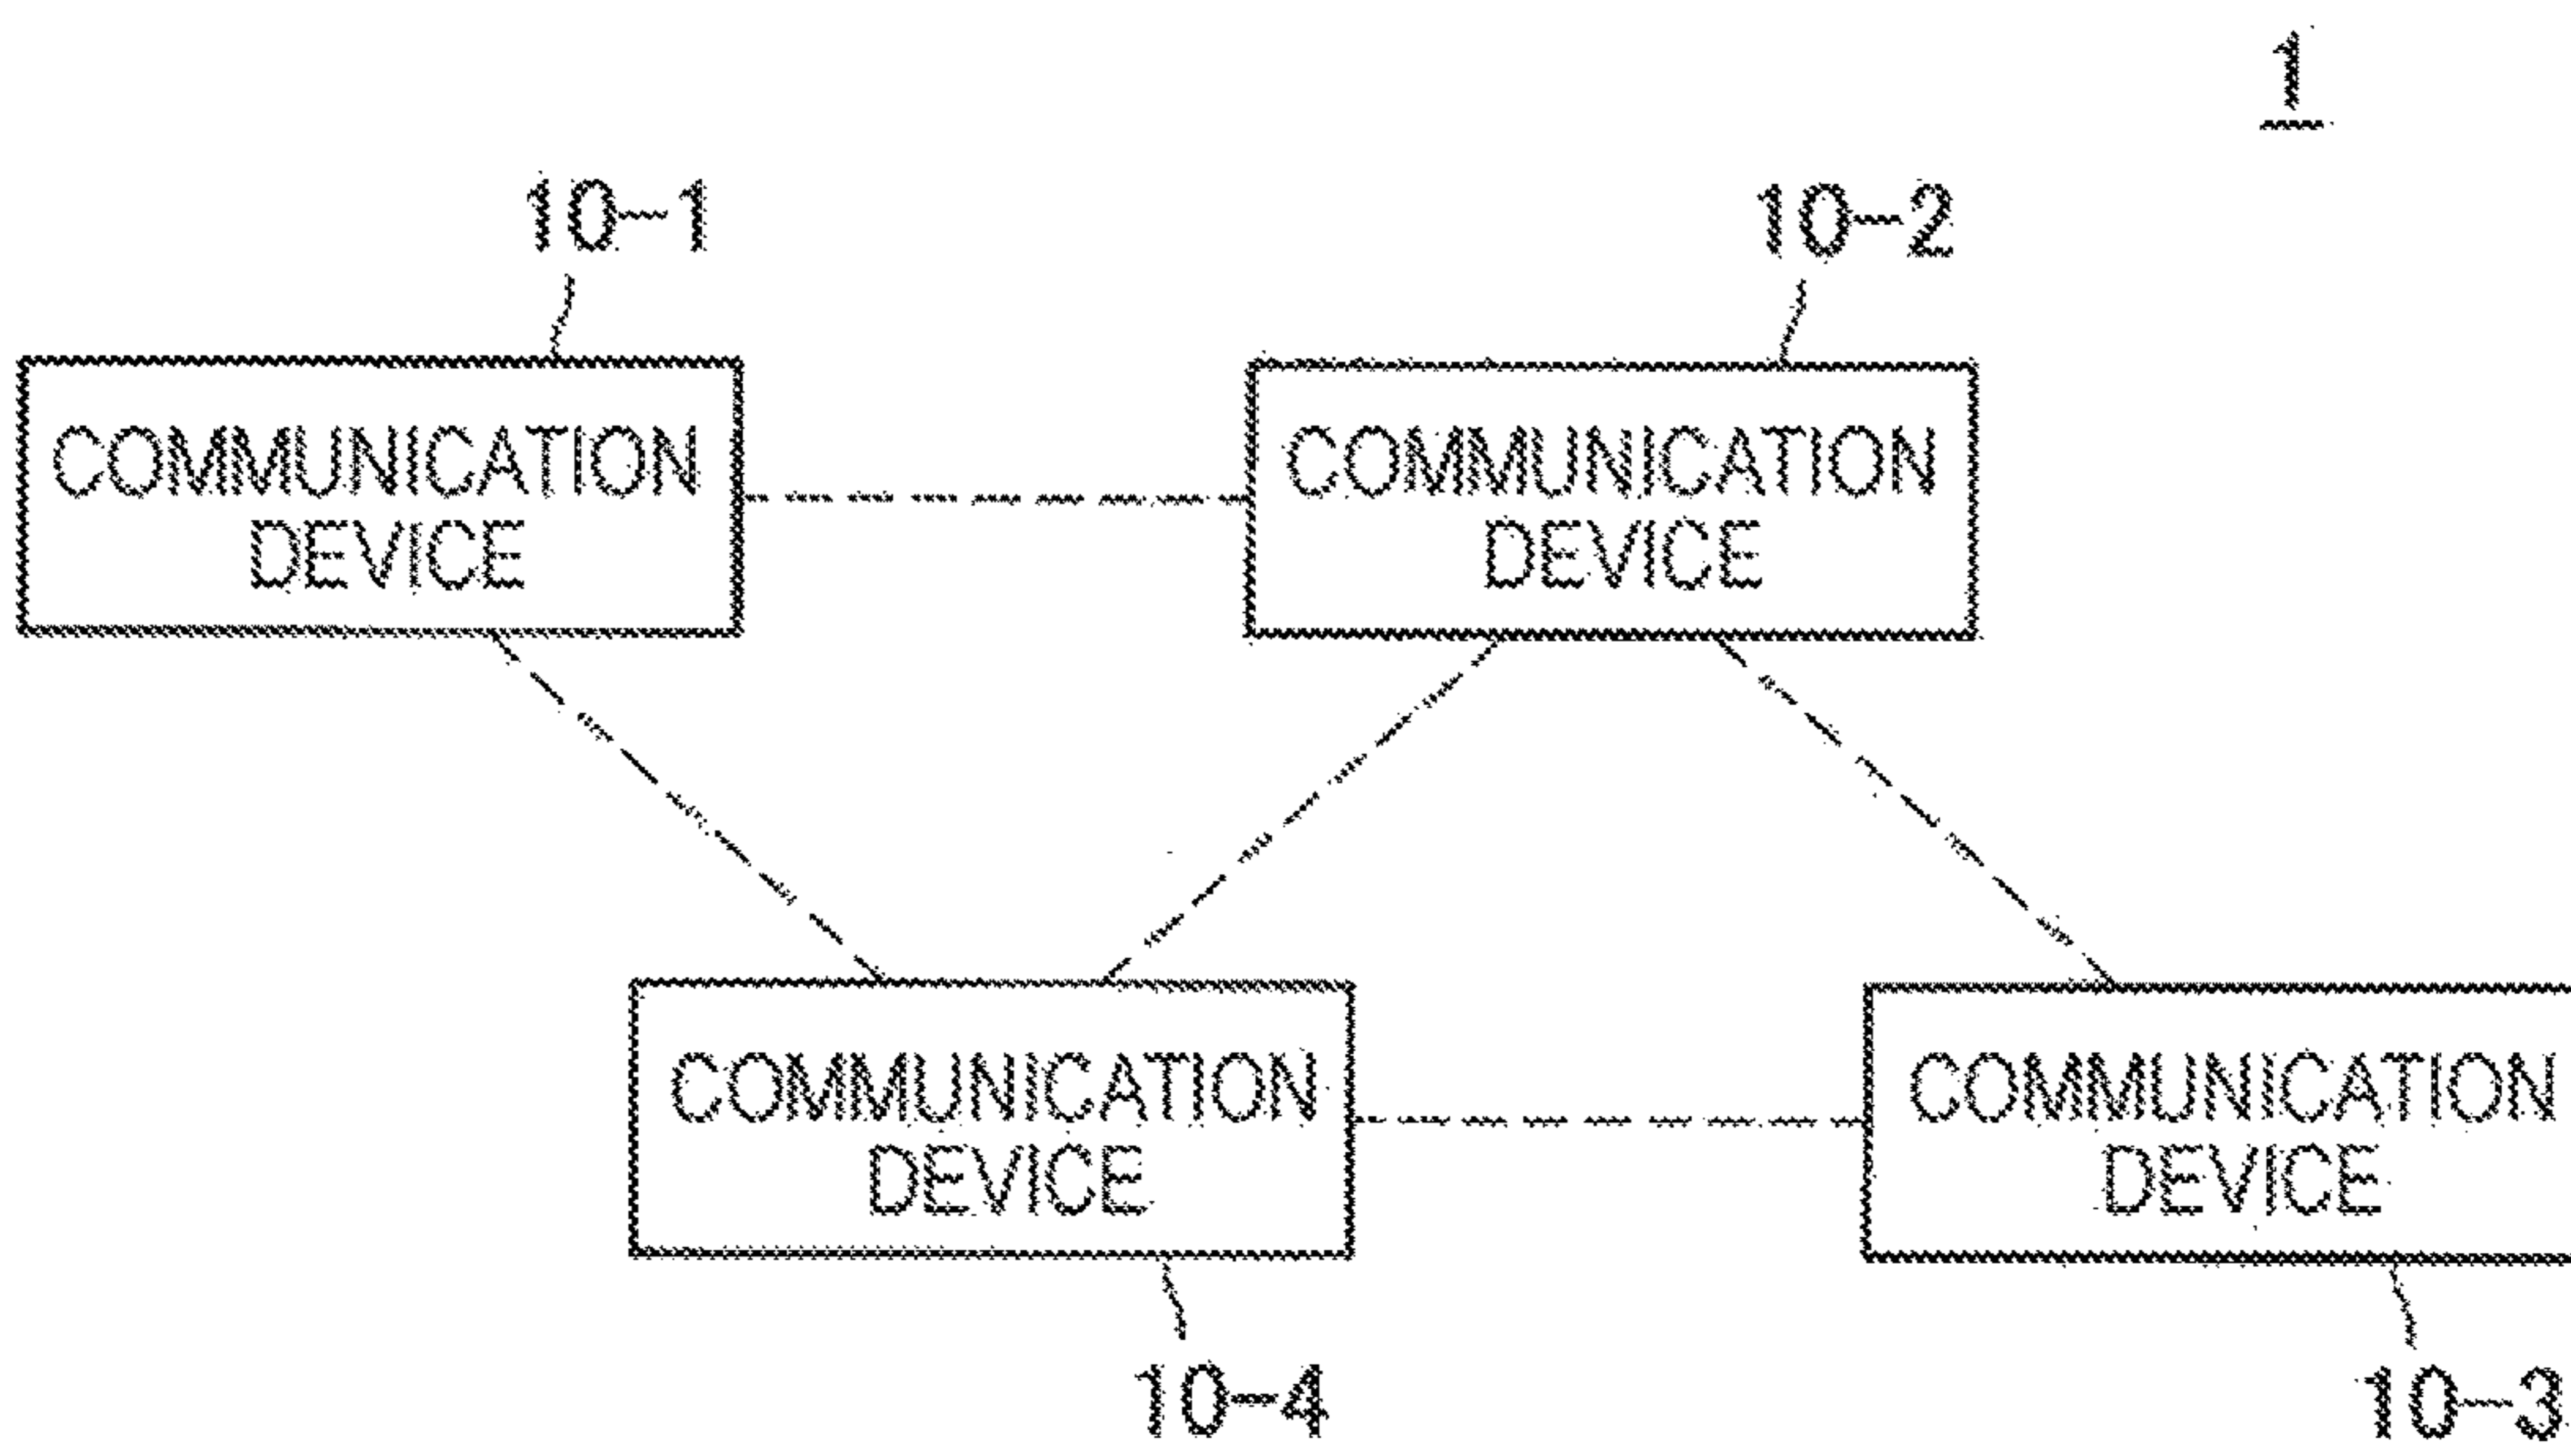 1
10-1
10-2
COMMUNICATION
DEVICE
COMMUNICATION
DEVICE
COMMUNICATION
DEVICE
COMMUNICATION
DEVICE
10-4
10-3